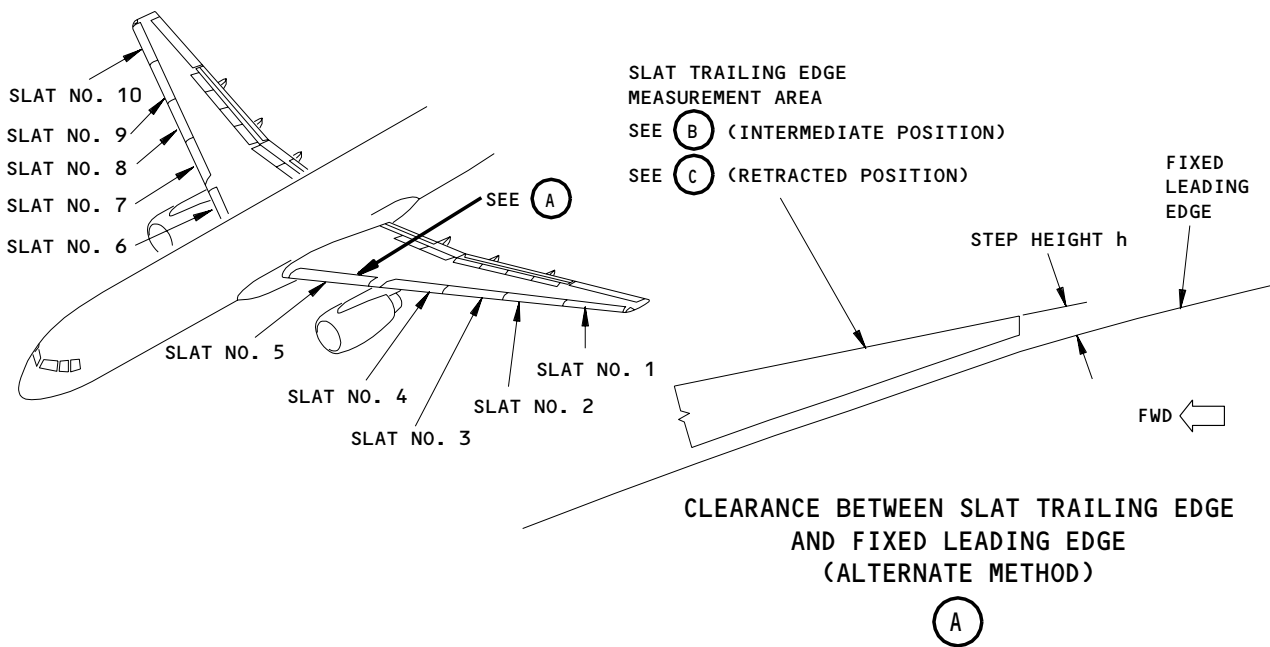 SLAT NO. 10
SLAT NO. 9
SLAT NO. 8
SLAT NO. 7
SLAT NO. 6
SEE A
SLAT NO. 5
SLAT NO. 4
SLAT NO. 3
SLAT NO. 2
SLAT NO. 1
SLAT TRAILING EDGE
MEASUREMENT AREA
SEE B (INTERMEDIATE POSITION)
SEE C (RETRACTED POSITION)
FIXED
LEADING
EDGE
STEP HEIGHT h
FWD
CLEARANCE BETWEEN SLAT TRAILING EDGE
AND FIXED LEADING EDGE
(ALTERNATE METHOD)
A